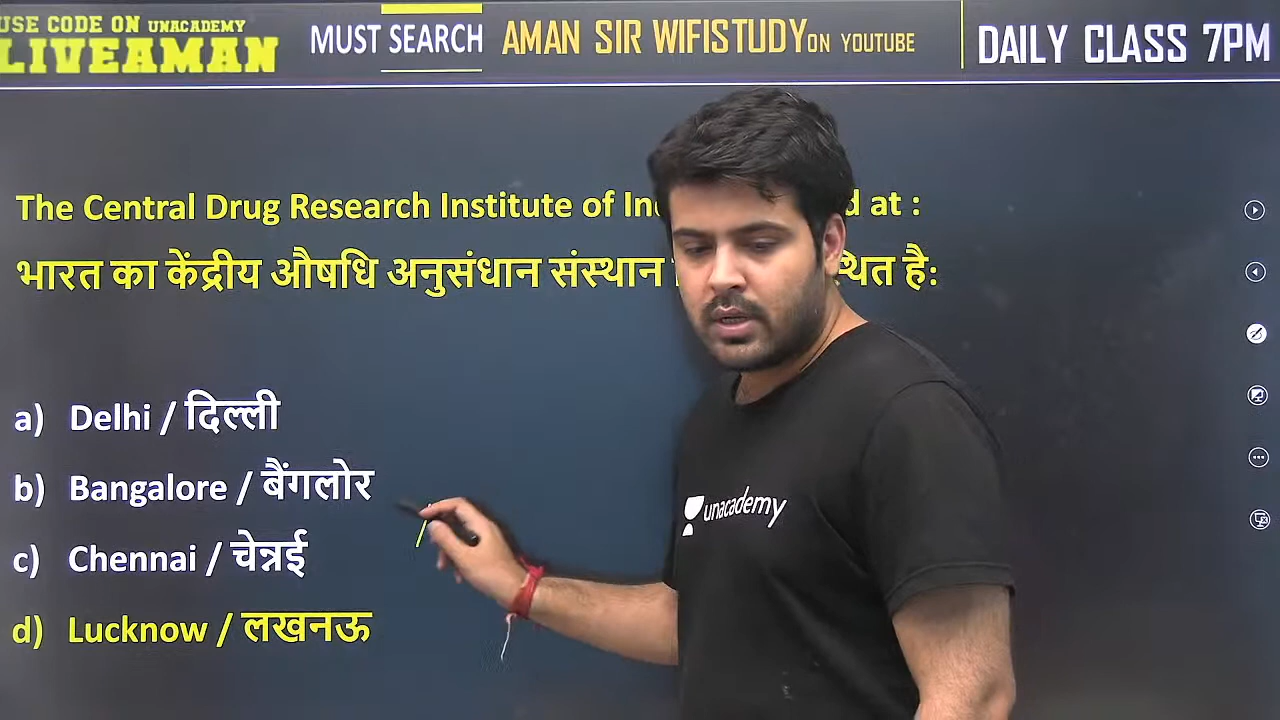 USE CODE ON UNACADEMY
LIVEAMAN
MUST SEARCH
AMAN SIR WIFISTUDY ON YOUTUBE
DAILY CLASS 7PM
The Central Drug Research Institute of at :
भारत का केंद्रीय औषधि अनुसंधान संस्थान है:
a) Delhi / दिल्ली
b) Bangalore / बैंगलोर
c) Chennai / चेन्नई
d) Lucknow / लखनऊ
unacademy